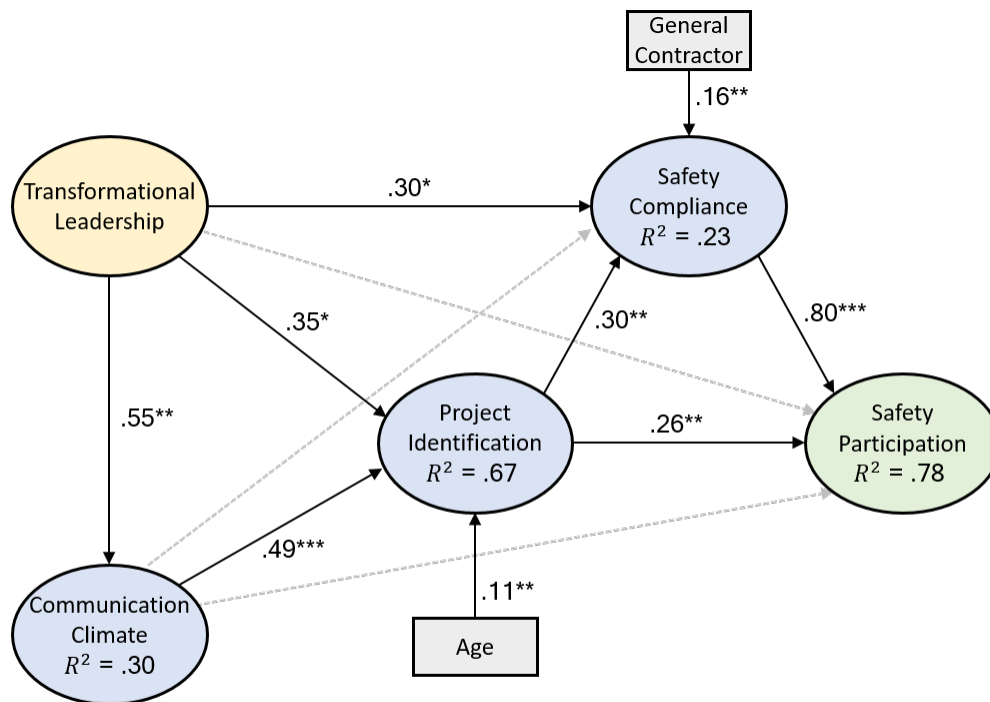 General
Contractor
.16**
Transformational
Leadership
.30*
Safety
Compliance
R² = .23
.35*
.30**
.80***
.55**
Project
Identification
R² = .67
.26**
Safety
Participation
R² = .78
.49***
Communication
Climate
R² = .30
.11**
Age